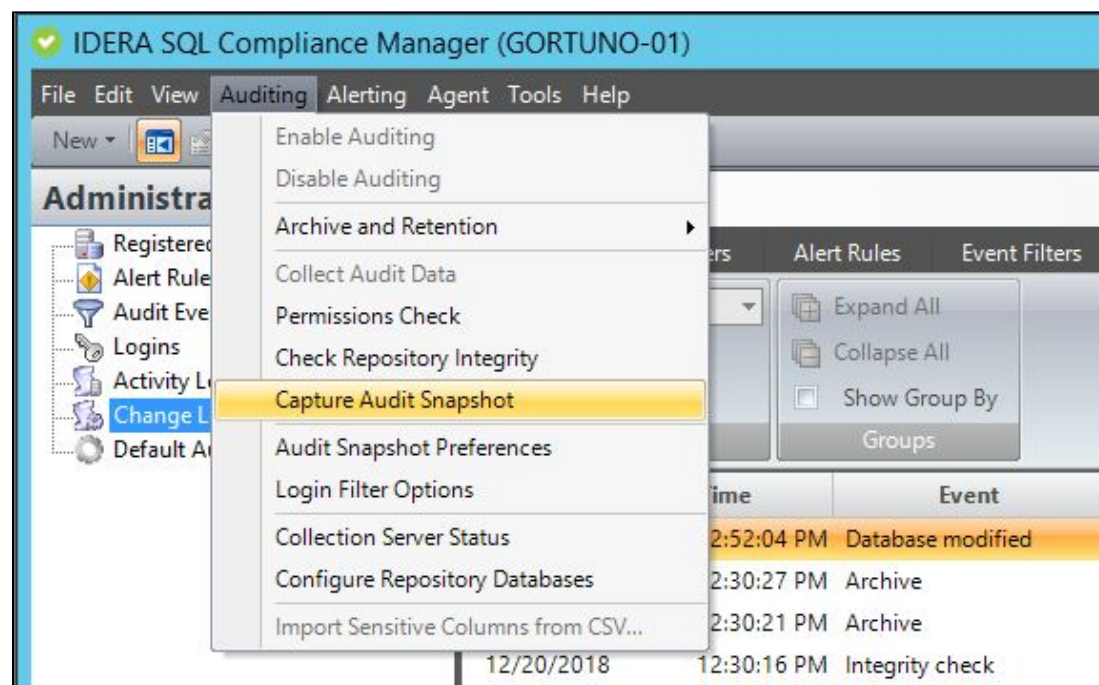 IDERA SQL Compliance Manager (GORTUNO-01)
File Edit View Auditing Alerting Agent Tools Help
New
Enable Auditing
Disable Auditing
Administra
Archive and Retention
Registered
ers Alert Rules Event Filters
Alert Rule
Collect Audit Data
Audit Eve
Permissions Check
Expand All
Logins
Check Repository Integrity
Collapse All
Activity L
Capture Audit Snapshot
Show Group By
Change L
Default A
Audit Snapshot Preferences
Groups
Login Filter Options
ime Event
Collection Server Status
2:52:04 PM Database modified
Configure Repository Databases
2:30:27 PM Archive
Import Sensitive Columns from CSV...
2:30:21 PM Archive
12/20/2018 12:30:16 PM Integrity check